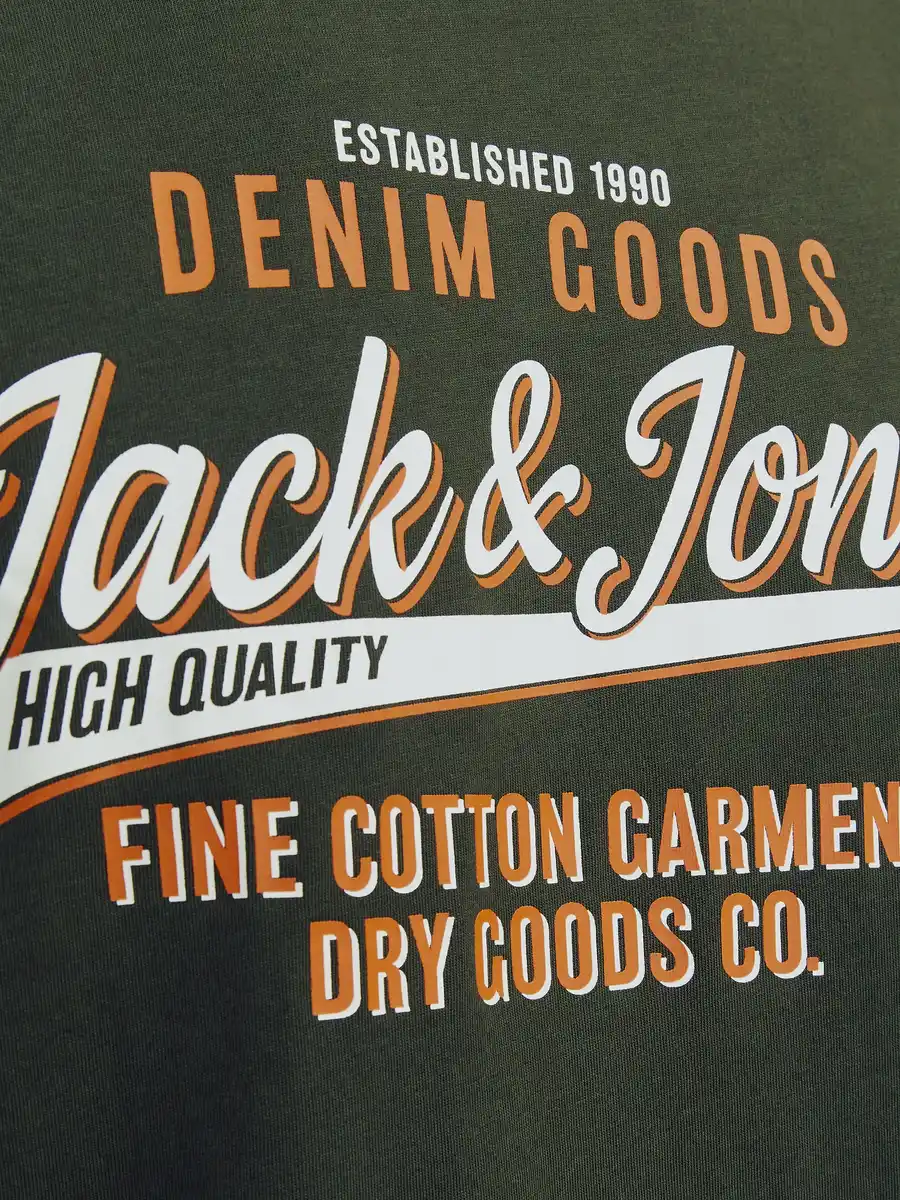 ESTABLISHED 1990
DENIM GOODS
Jack & Jon
HIGH QUALITY
FINE COTTON GARMEN
DRY GOODS CO.